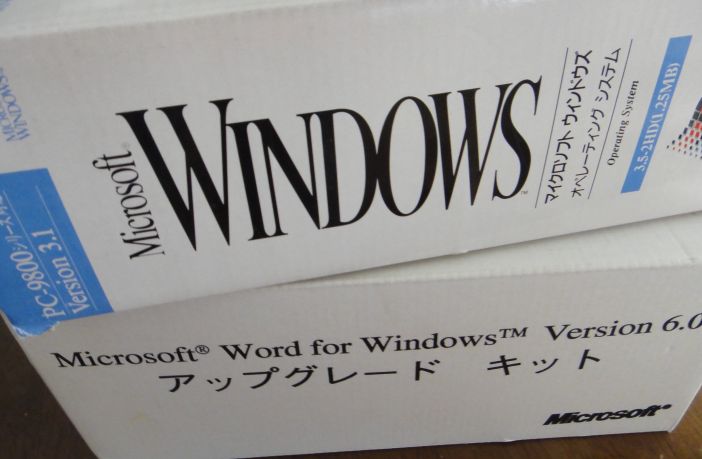 MICROSOFT
WINDOWS
PC-9800シリーズ対応
Version 3.1
Microsoft
WINDOWS™
マイクロソフト ウィンドウズ
オペレーティング システム
Operating System
3.5-2HD(1.25MB)
Microsoft® Word for Windows™ Version 6.0
アップグレード キット
Microsoft®